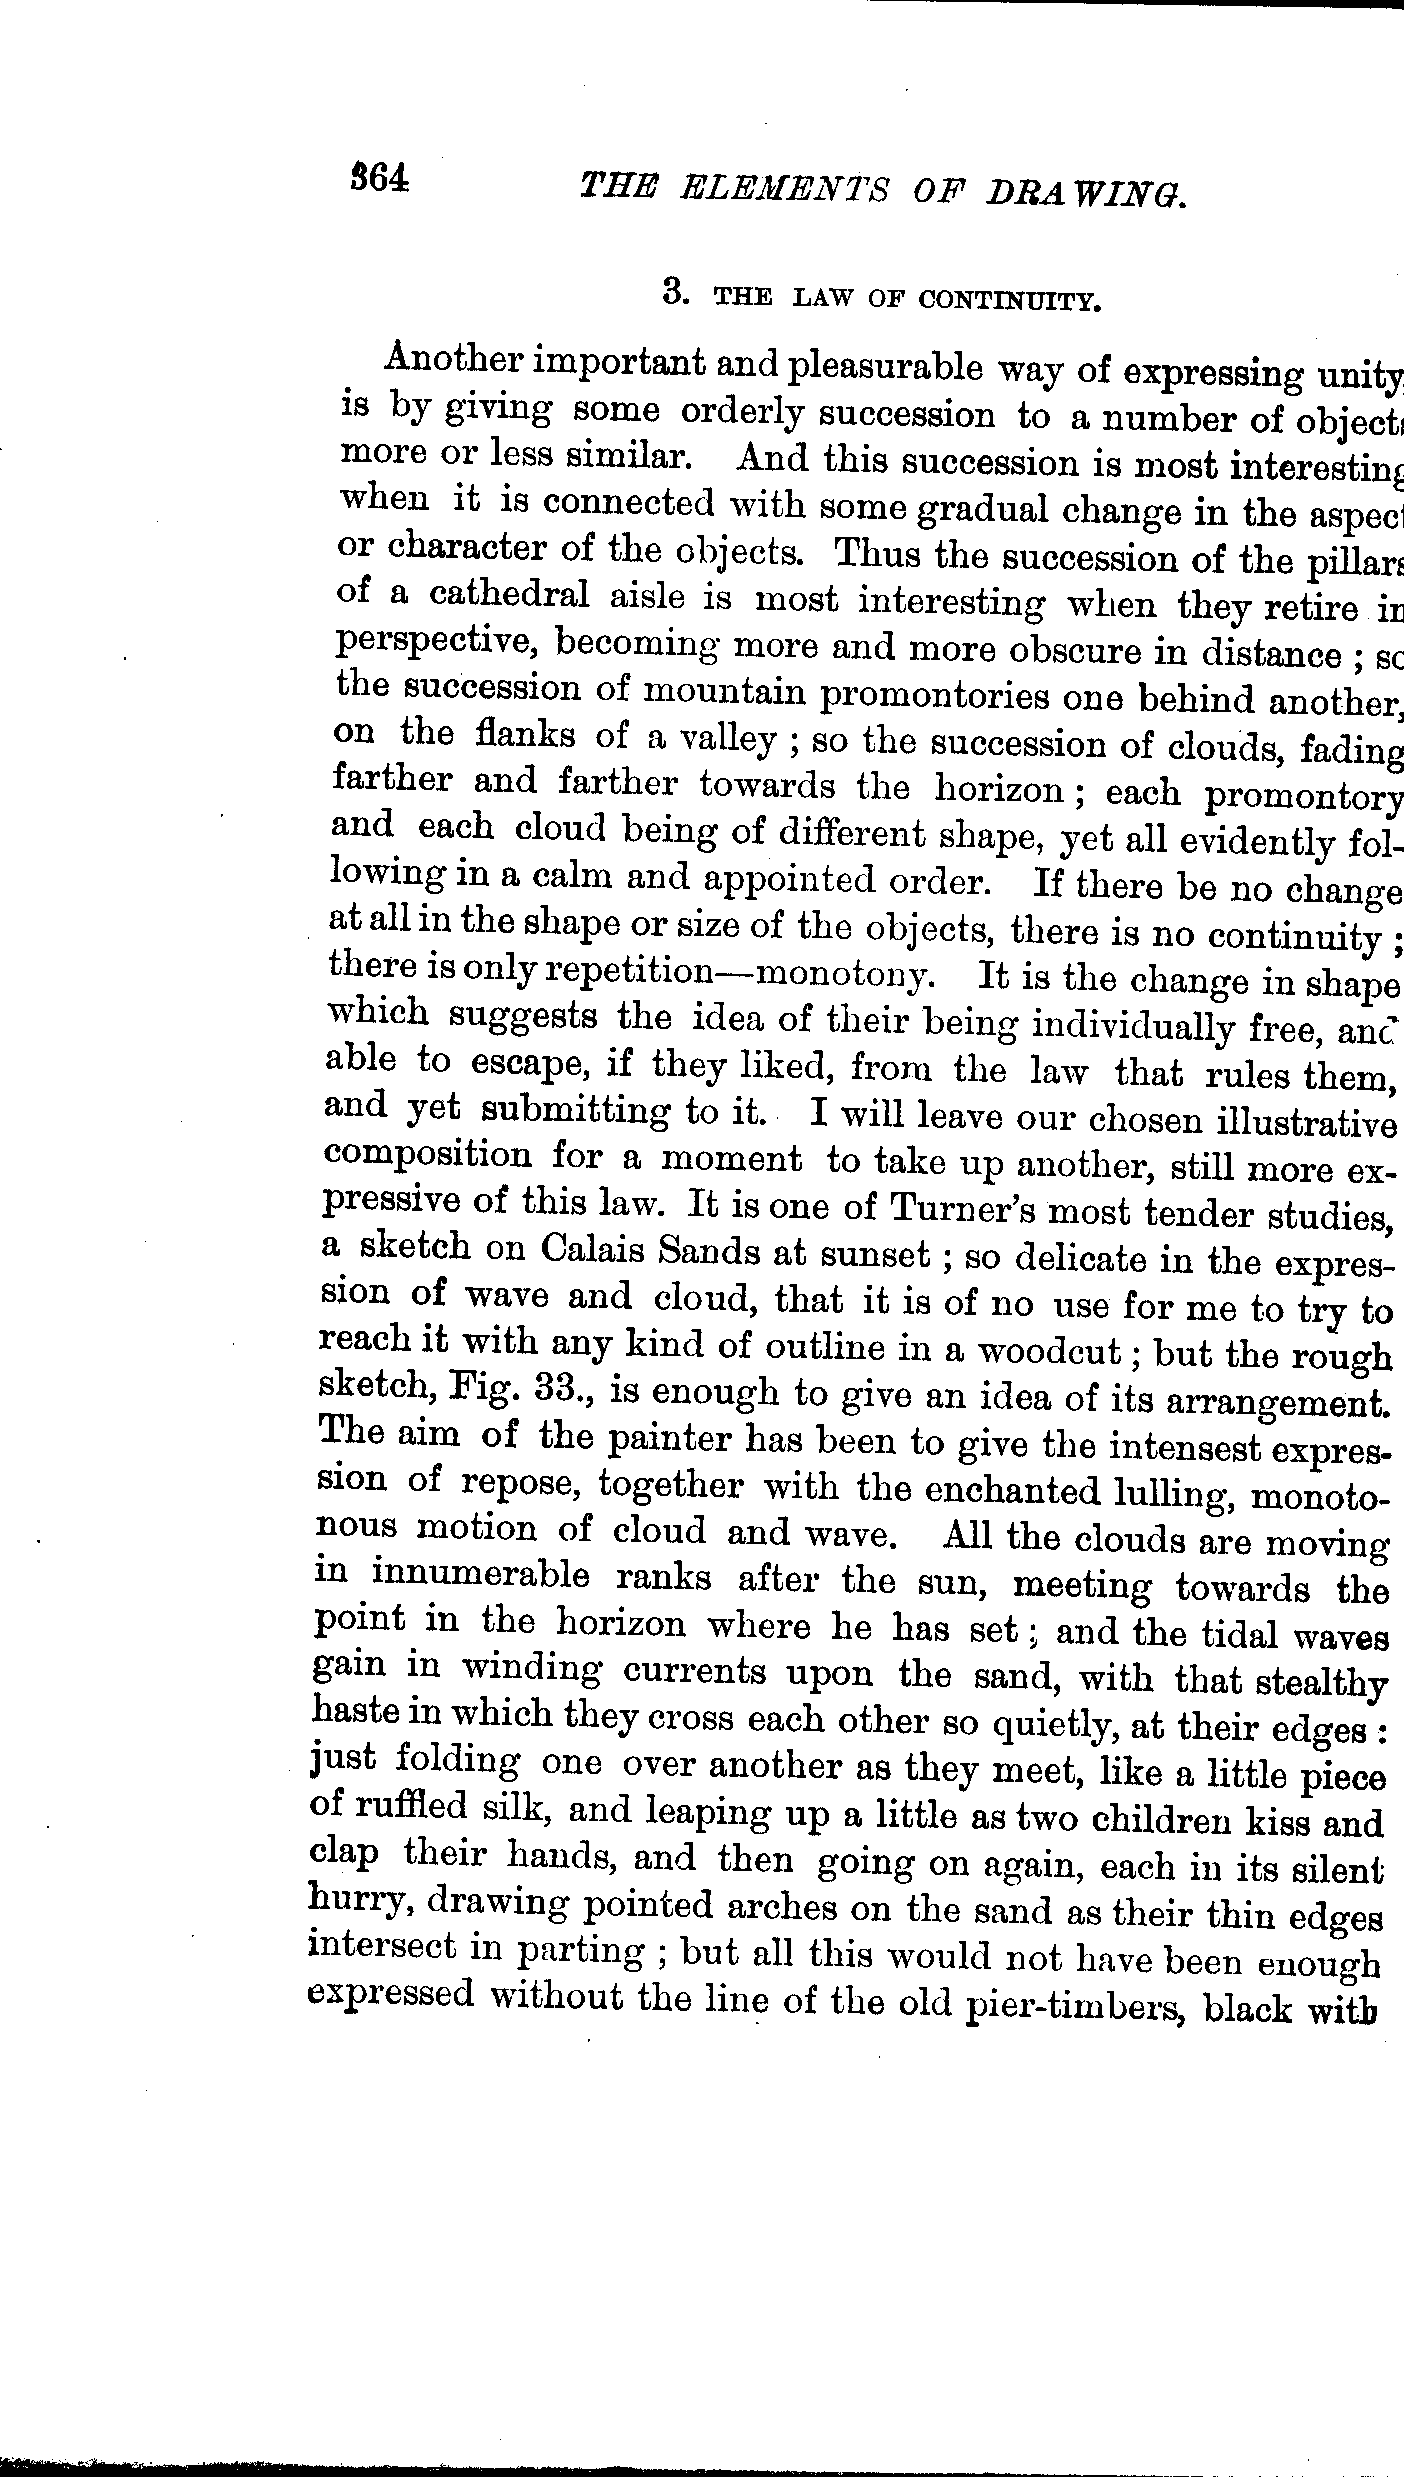 364 THE ELEMENTS OF DRAWING.
3. THE LAW OF CONTINUITY.
Another important and pleasurable way of expressing unity,
is by giving some orderly succession to a number of objects
more or less similar. And this succession is most interesting
when it is connected with some gradual change in the aspect
or character of the objects. Thus the succession of the pillars
of a cathedral aisle is most interesting when they retire in
perspective, becoming more and more obscure in distance ; so
the succession of mountain promontories one behind another,
on the flanks of a valley ; so the succession of clouds, fading
farther and farther towards the horizon ; each promontory
and each cloud being of different shape, yet all evidently fol-
lowing in a calm and appointed order. If there be no change
at all in the shape or size of the objects, there is no continuity ;
there is only repetition—monotony. It is the change in shape
which suggests the idea of their being individually free, and
able to escape, if they liked, from the law that rules them,
and yet submitting to it. I will leave our chosen illustrative
composition for a moment to take up another, still more ex-
pressive of this law. It is one of Turner's most tender studies,
a sketch on Calais Sands at sunset ; so delicate in the expres-
sion of wave and cloud, that it is of no use for me to try to
reach it with any kind of outline in a woodcut ; but the rough
sketch, Fig. 33., is enough to give an idea of its arrangement.
The aim of the painter has been to give the intensest expres-
sion of repose, together with the enchanted lulling, monoto-
nous motion of cloud and wave. All the clouds are moving
in innumerable ranks after the sun, meeting towards the
point in the horizon where he has set ; and the tidal waves
gain in winding currents upon the sand, with that stealthy
haste in which they cross each other so quietly, at their edges :
just folding one over another as they meet, like a little piece
of ruffled silk, and leaping up a little as two children kiss and
clap their hands, and then going on again, each in its silent
hurry, drawing pointed arches on the sand as their thin edges
intersect in parting ; but all this would not have been enough
expressed without the line of the old pier-timbers, black with